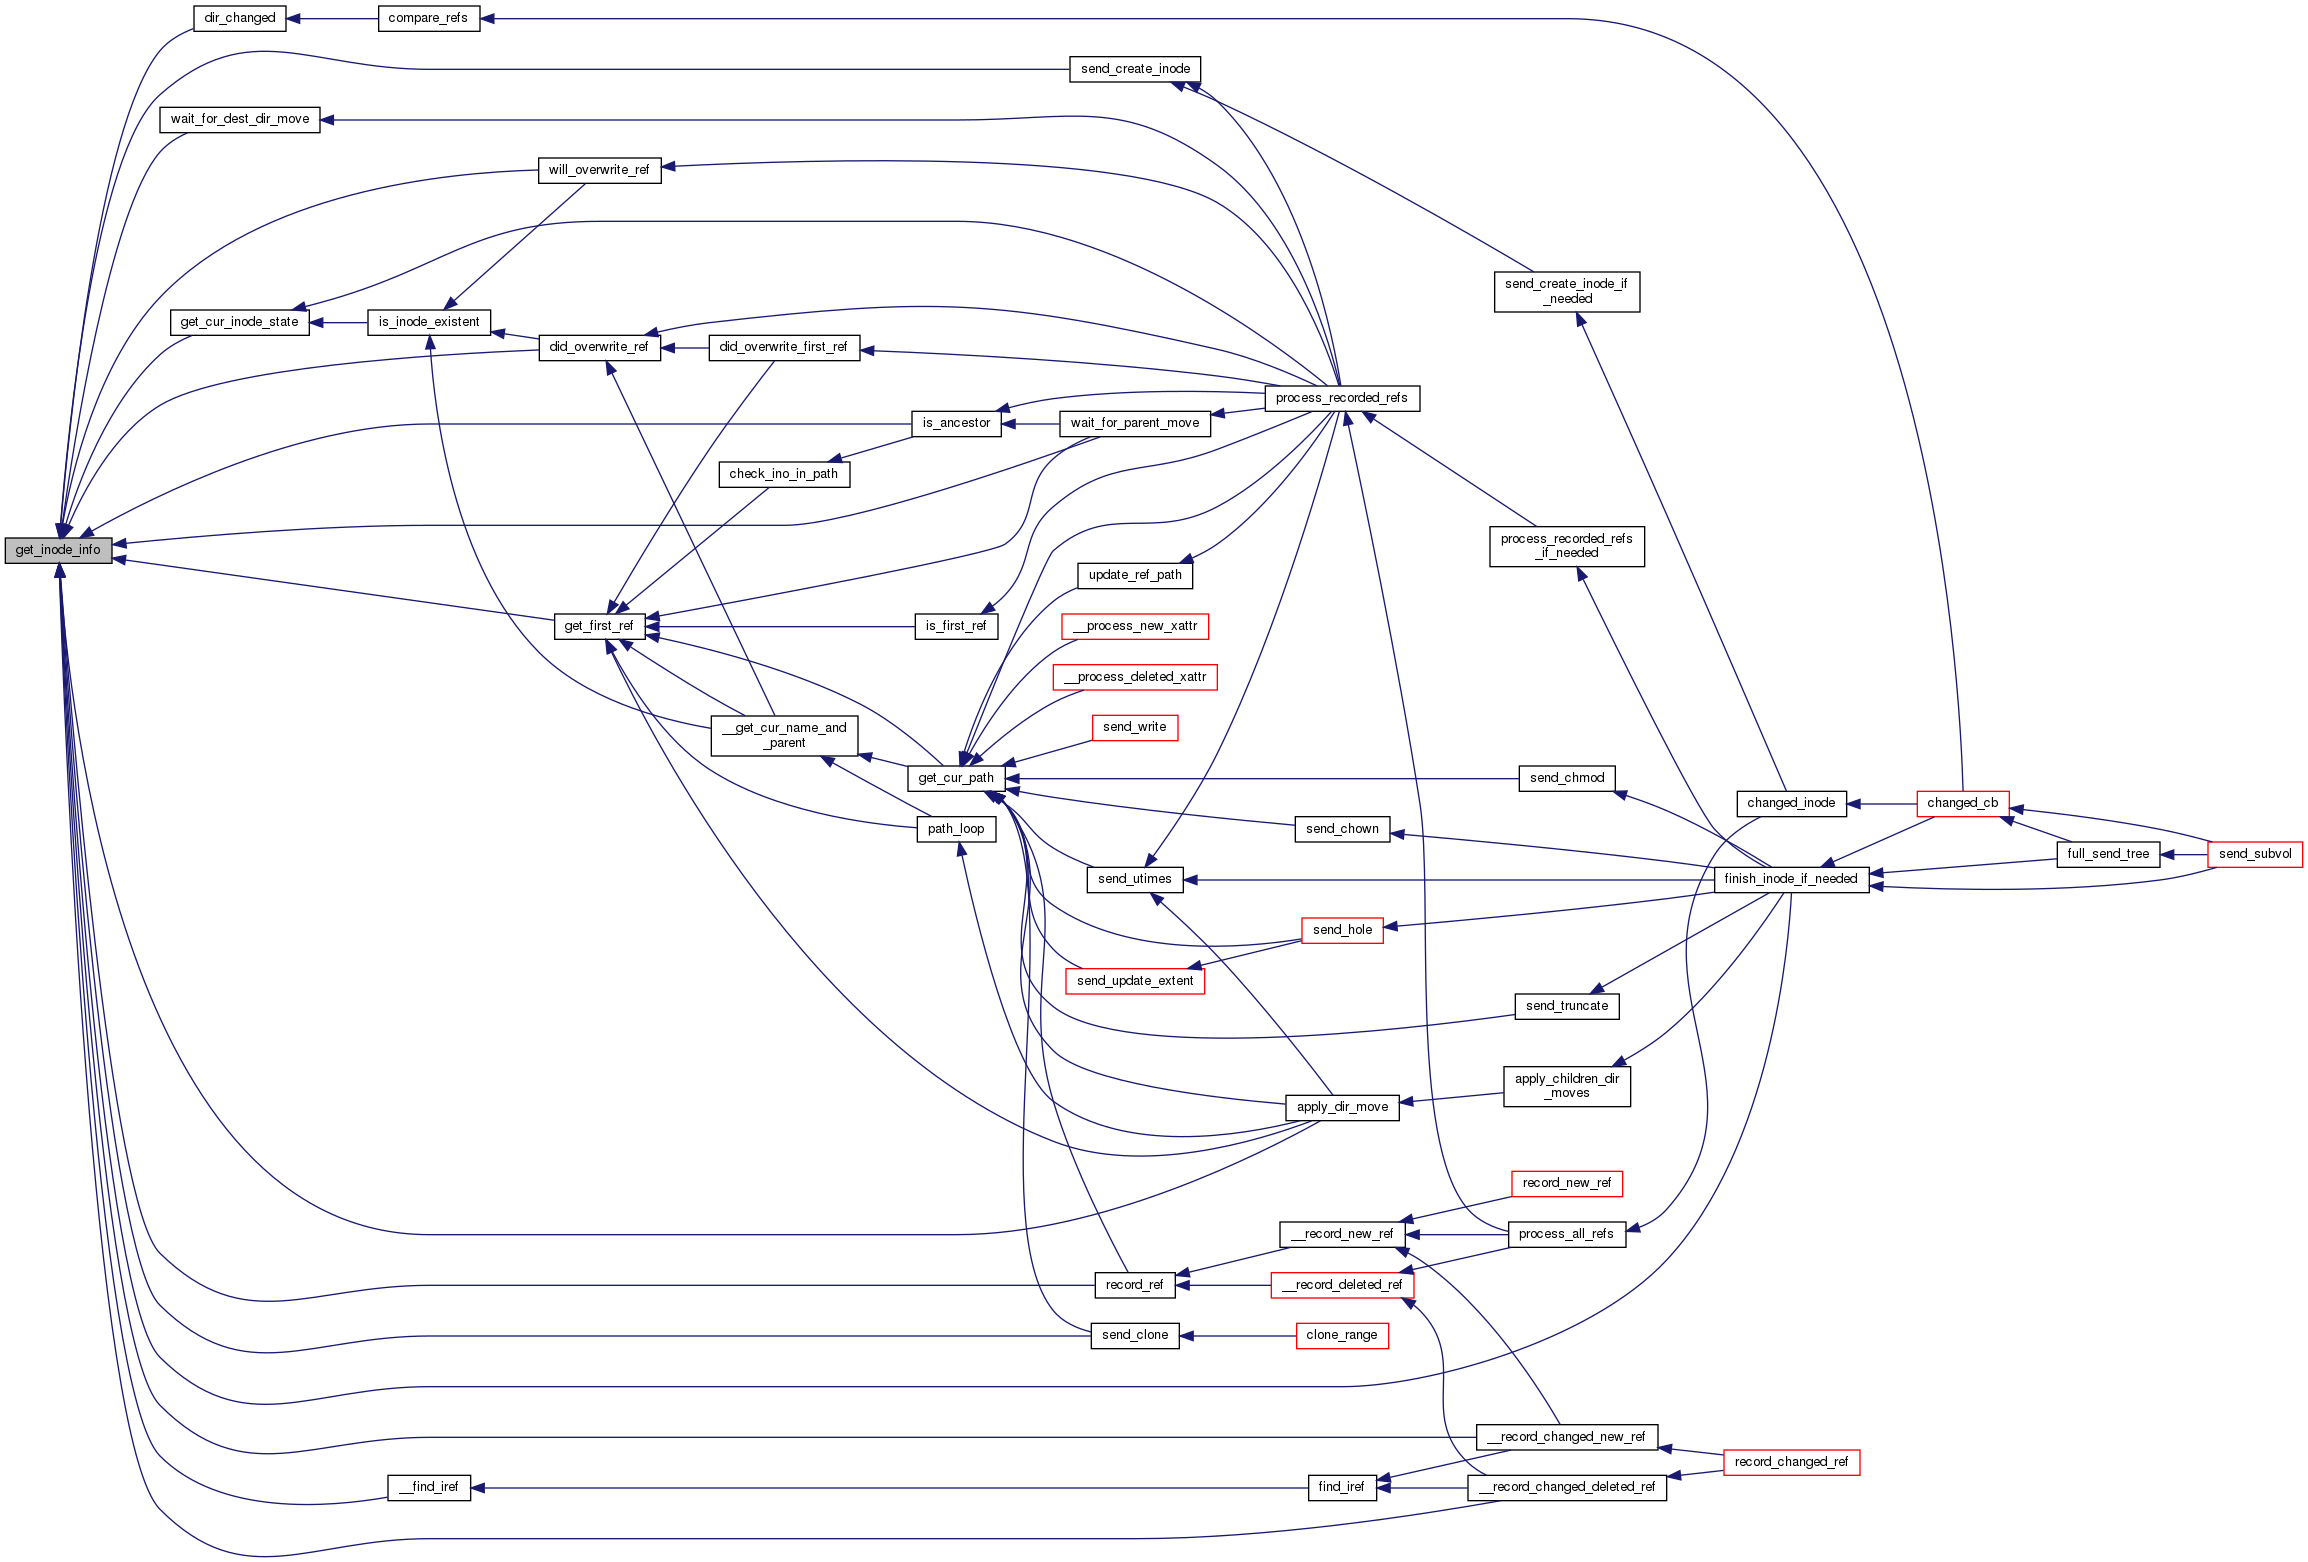 dir_changed
compare_refs
send_create_inode
wait_for_dest_dir_move
will_overwrite_ref
send_create_inode_if
_needed
get_cur_inode_state
is_inode_existent
did_overwrite_ref
did_overwrite_first_ref
process_recorded_refs
is_ancestor
wait_for_parent_move
check_ino_in_path
get_inode_info
process_recorded_refs
_if_needed
update_ref_path
get_first_ref
is_first_ref
__process_new_xattr
__process_deleted_xattr
__get_cur_name_and
_parent
send_write
get_cur_path
send_chmod
changed_inode
changed_cb
path_loop
send_chown
full_send_tree
send_subvol
send_utimes
finish_inode_if_needed
send_hole
send_update_extent
send_truncate
apply_children_dir
_moves
apply_dir_move
record_new_ref
__record_new_ref
process_all_refs
record_ref
__record_deleted_ref
send_clone
clone_range
__record_changed_new_ref
record_changed_ref
__find_iref
find_iref
__record_changed_deleted_ref